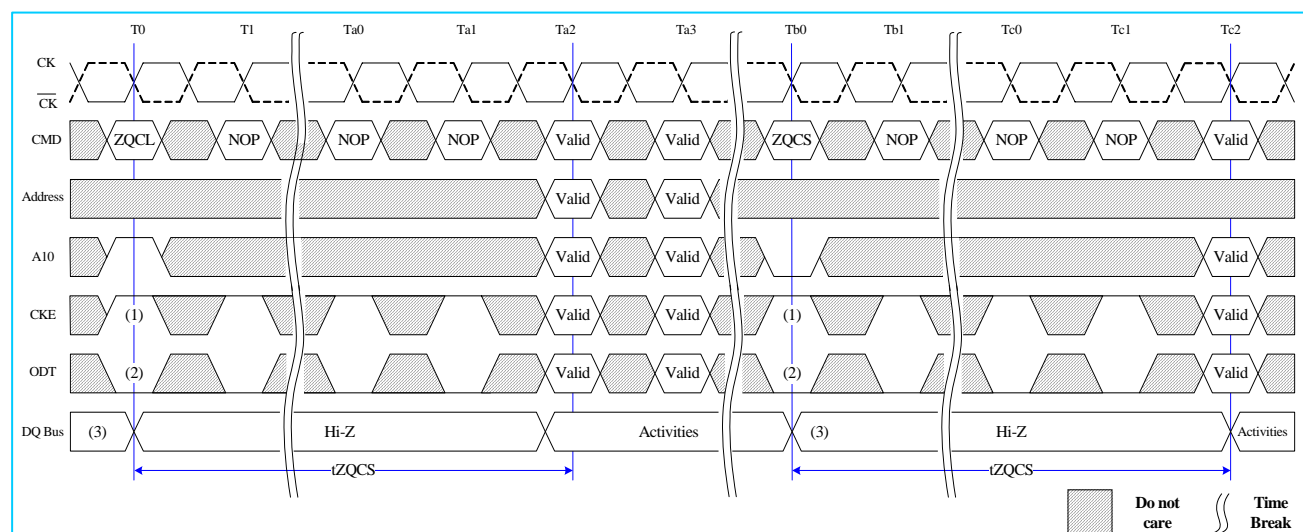 T0 T1 Ta0 Ta1 Ta2 Ta3 Tb0 Tb1 Tc0 Tc1 Tc2
CK
CK
CMD ZQCL NOP NOP NOP Valid Valid ZQCS NOP NOP NOP Valid
Address Valid Valid
A10 Valid Valid Valid
CKE (1) Valid Valid (1) Valid
ODT (2) Valid Valid (2) Valid
DQ Bus (3) Hi-Z Activities (3) Hi-Z Activities
tZQCS tZQCS
Do not Time
care Break